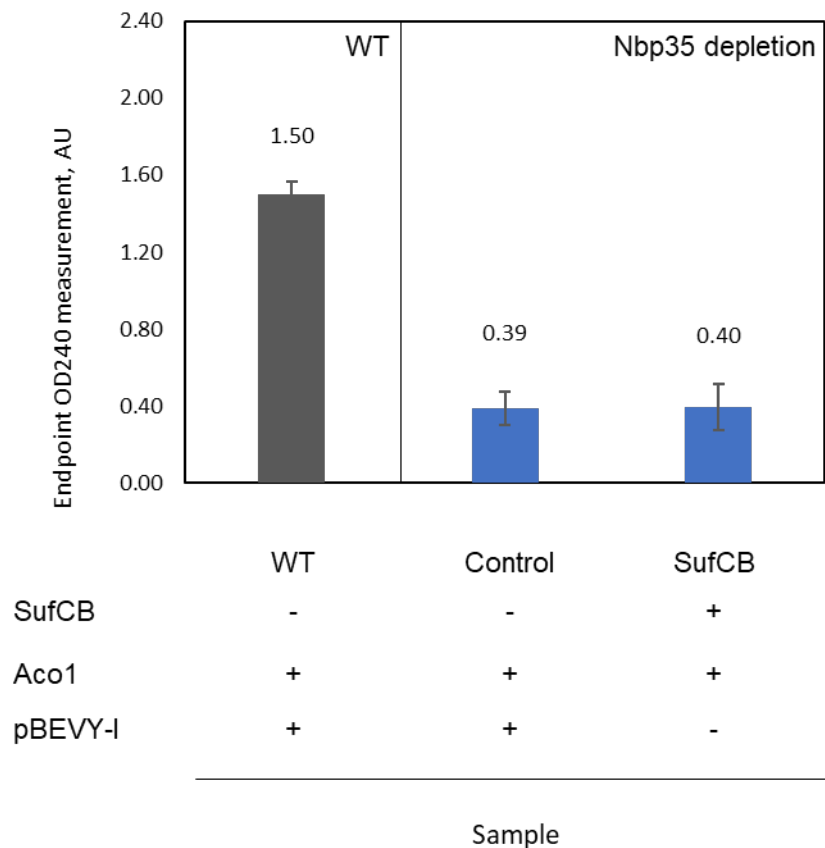 2.40
WT
Nbp35 depletion
2.00
1.50
1.60
1.20
0.80
0.39
0.40
0.40
0.00
Endpoint OD240 measurement, AU
WT Control SufCB
SufCB - - +
Aco1 + + +
pBEVY-l + + -
Sample